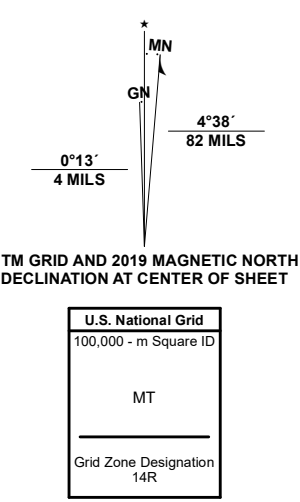 ★
MN
GN
4°38´
82 MILS
0°13´
4 MILS
TM GRID AND 2019 MAGNETIC NORTH
DECLINATION AT CENTER OF SHEET
U.S. National Grid
100,000 - m Square ID
MT
Grid Zone Designation
14R